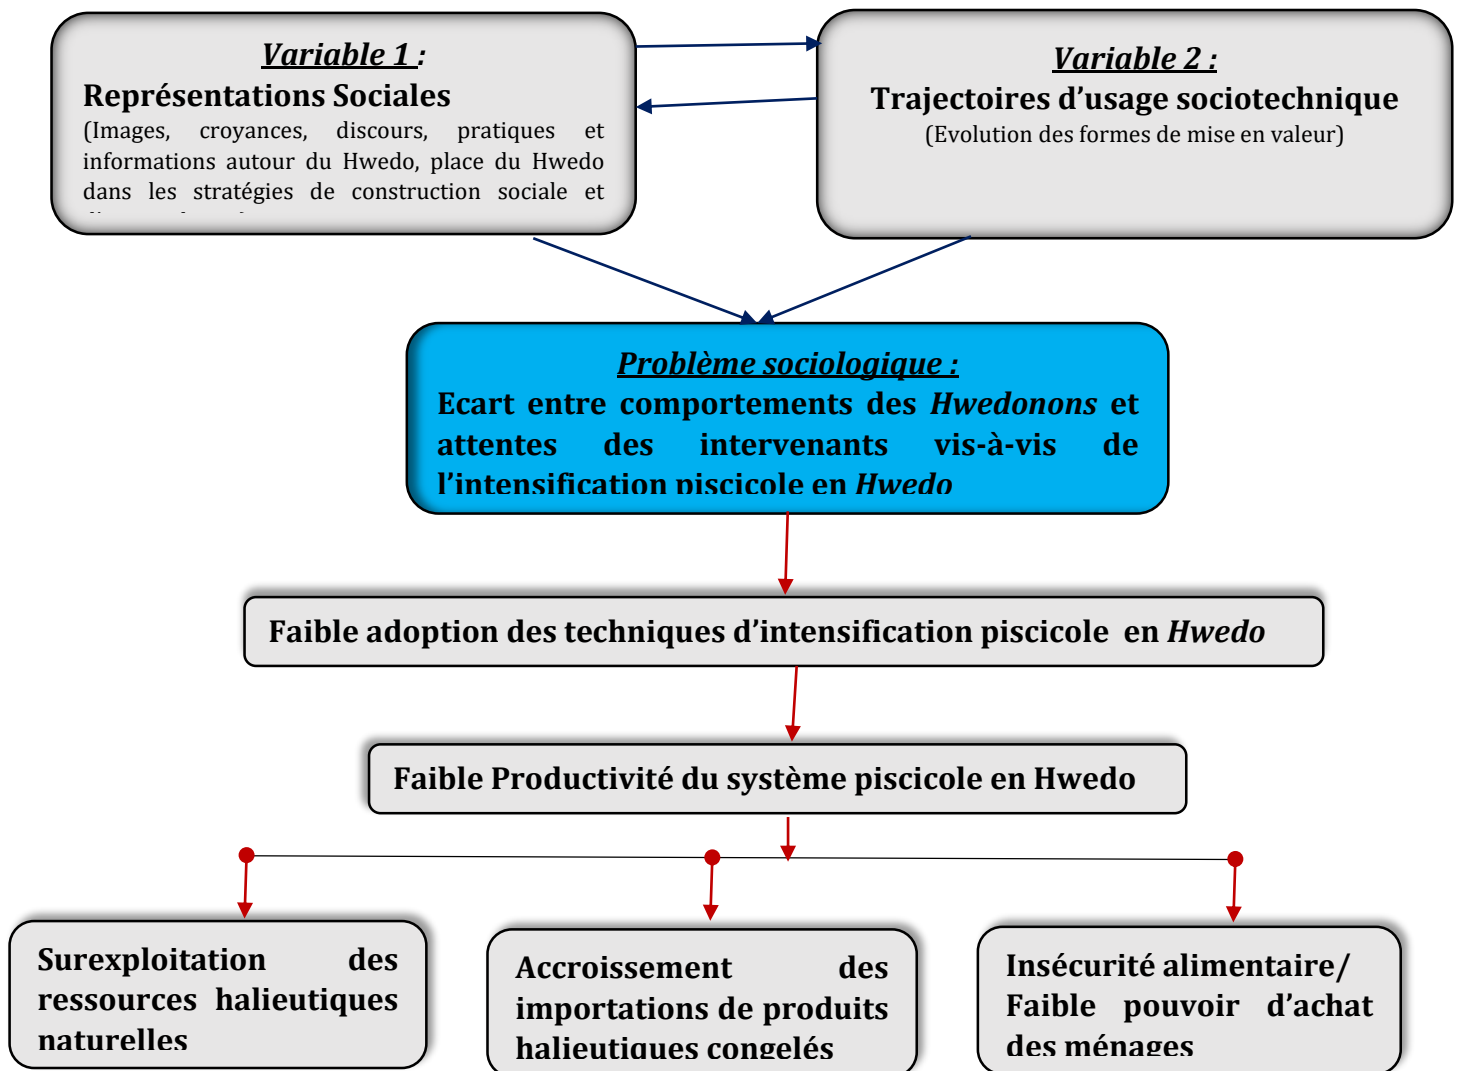 Variable 1 :
Représentations Sociales
(Images, croyances, discours, pratiques et
informations autour du Hwedo, place du Hwedo
dans les stratégies de construction sociale et
Variable 2 :
Trajectoires d’usage sociotechnique
(Evolution des formes de mise en valeur)
Problème sociologique :
Ecart entre comportements des Hwedonons et
attentes des intervenants vis-à-vis de
l’intensification piscicole en Hwedo
Faible adoption des techniques d’intensification piscicole en Hwedo
Faible Productivité du système piscicole en Hwedo
Surexploitation des
ressources halieutiques
naturelles
Accroissement des
importations de produits
halieutiques congelés
Insécurité alimentaire/
Faible pouvoir d’achat
des ménages